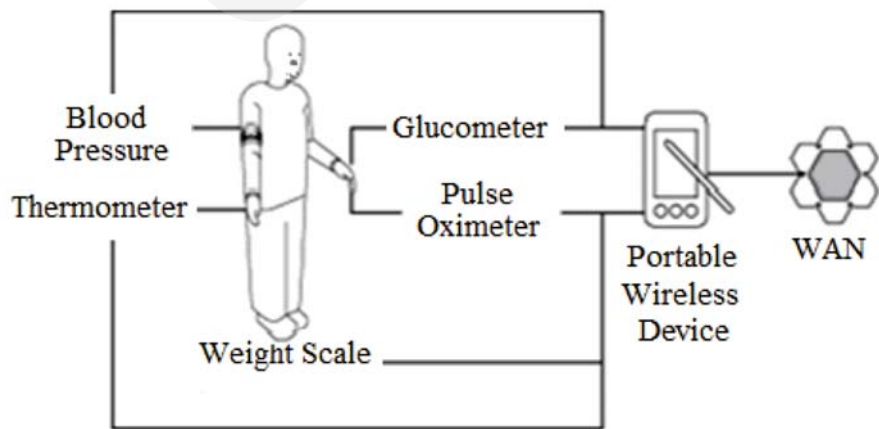 Blood
Pressure
Thermometer
Glucometer
Pulse
Oximeter
Weight Scale
Portable
Wireless
Device
WAN